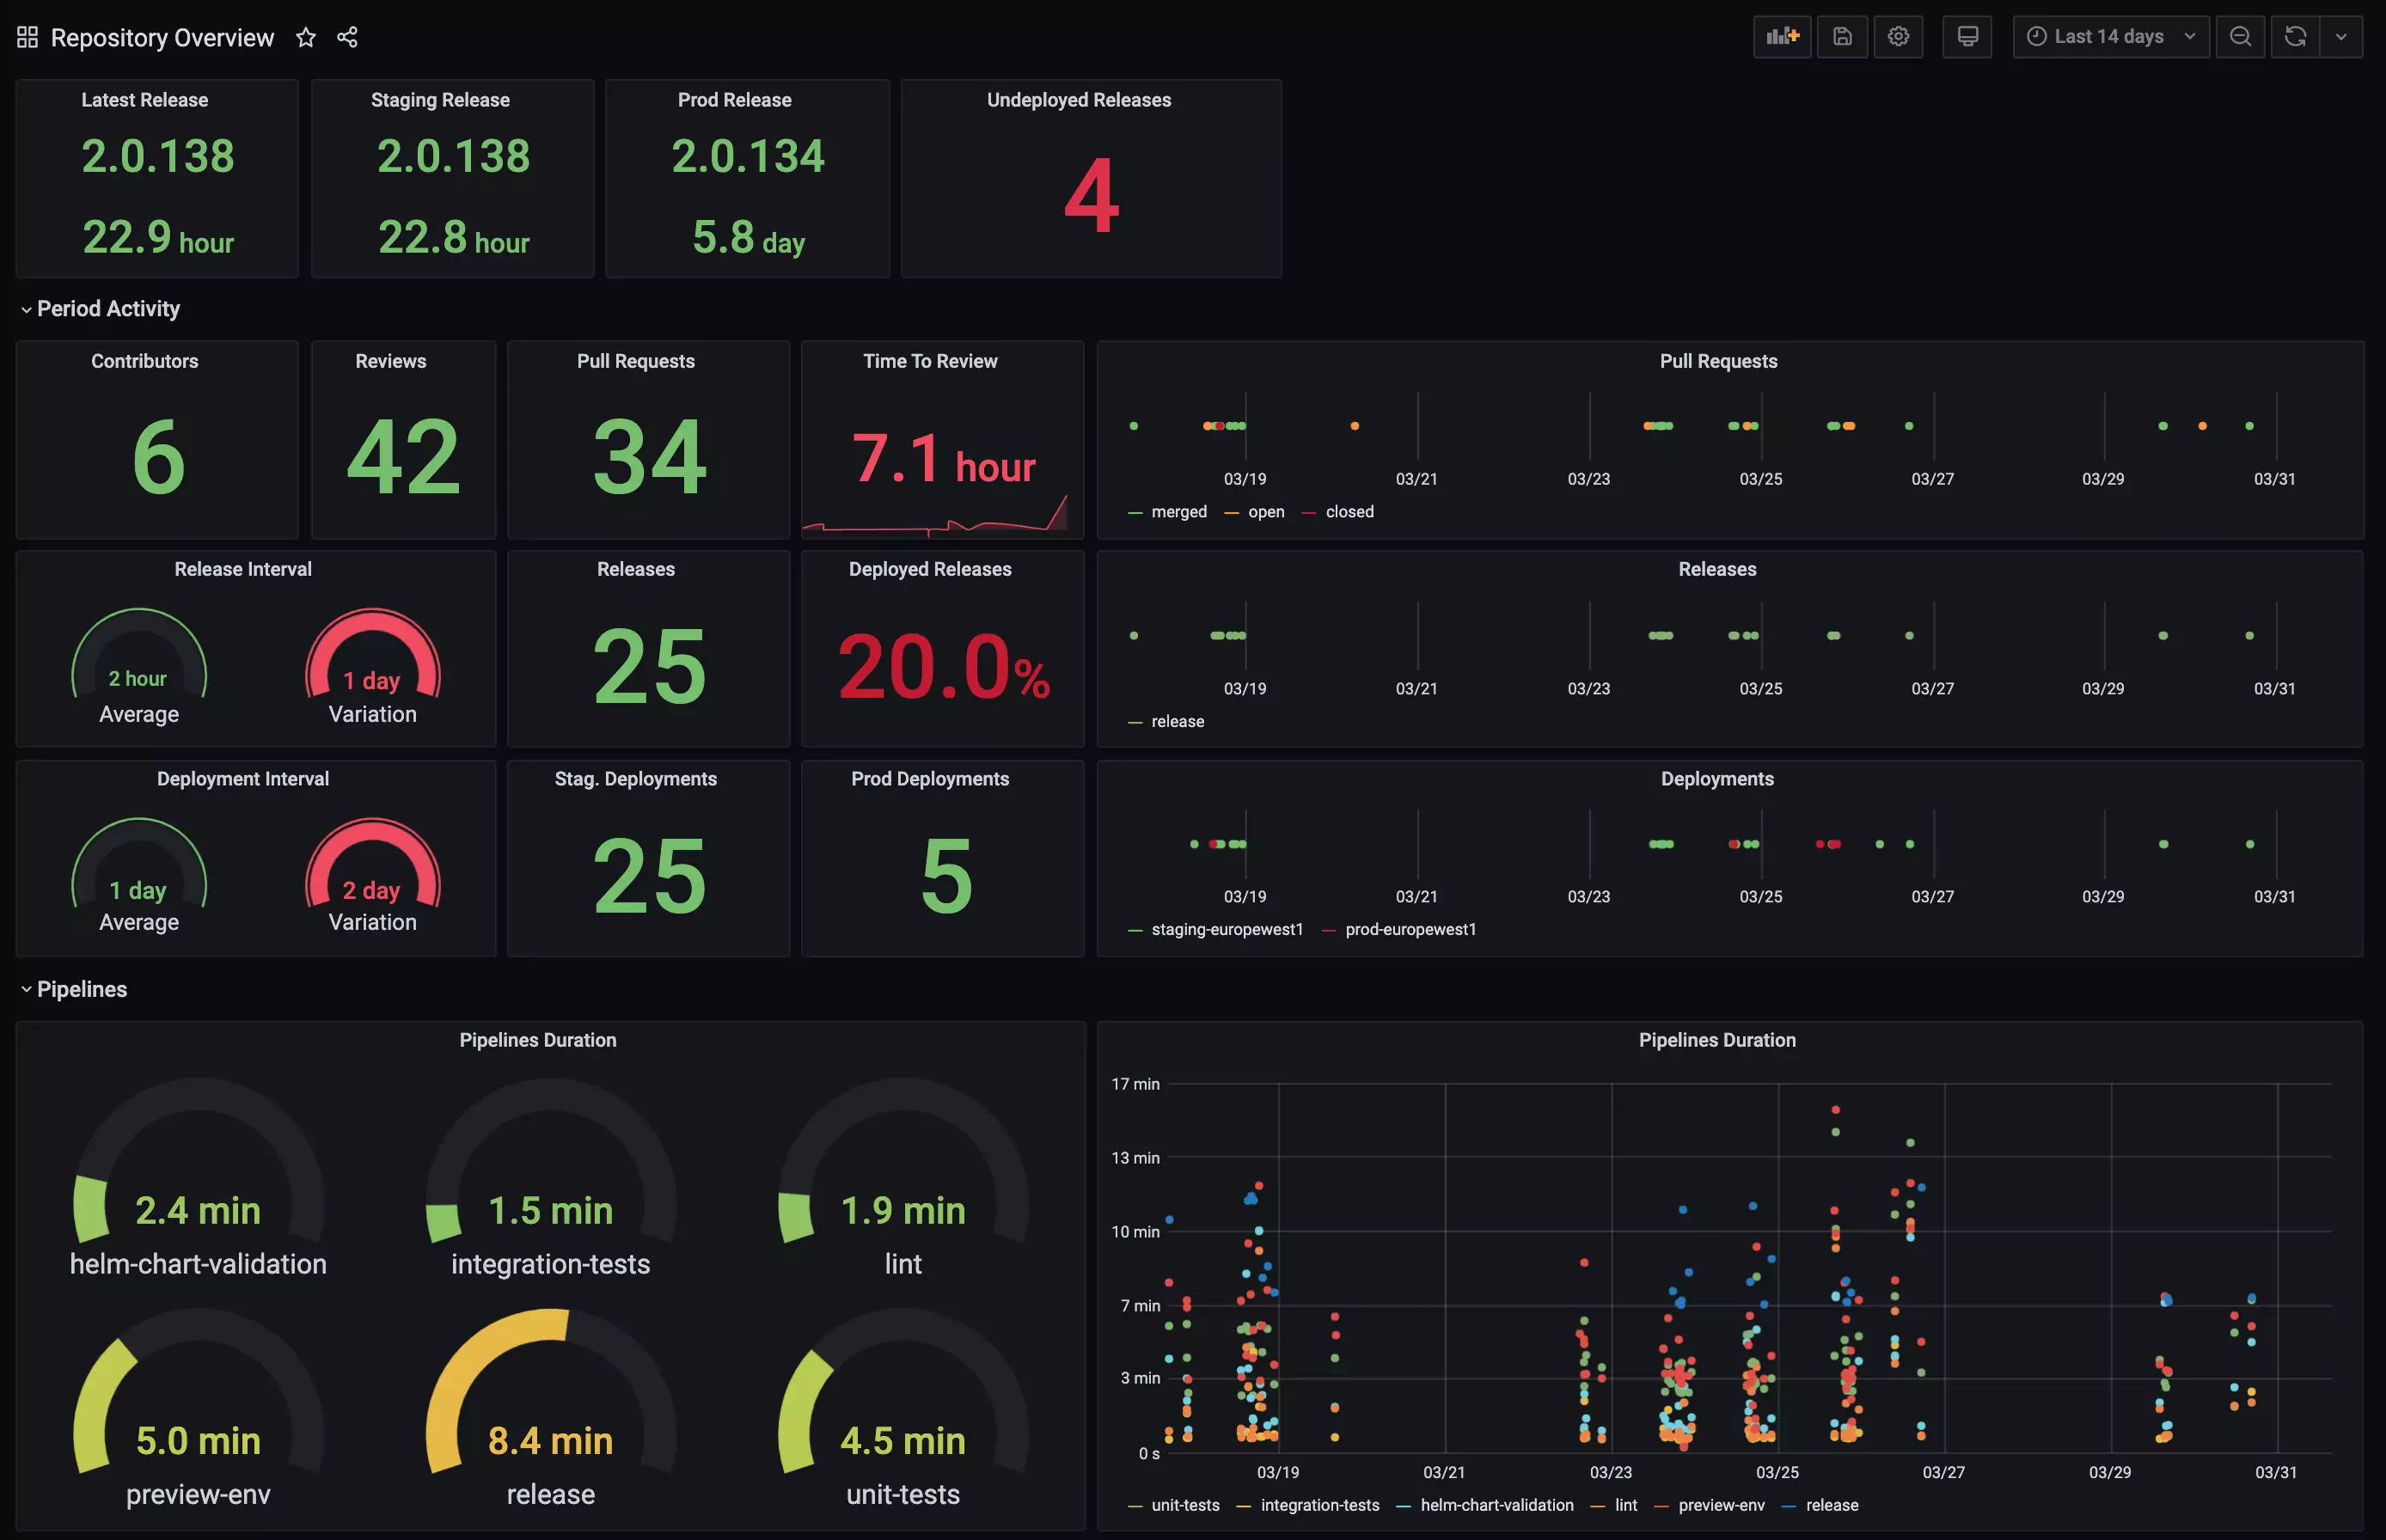 Repository Overview
Last 14 days
Latest Release
2.0.138
22.9 hour
Staging Release
2.0.138
22.8 hour
Prod Release
2.0.134
5.8 day
Undeployed Releases
4
Period Activity
Contributors
6
Reviews
42
Pull Requests
34
Time To Review
7.1 hour
Pull Requests
03/19 03/21 03/23 03/25 03/27 03/29 03/31
merged open closed
Release Interval
2 hour
Average
1 day
Variation
Releases
25
Deployed Releases
20.0%
Releases
03/19 03/21 03/23 03/25 03/27 03/29 03/31
release
Deployment Interval
1 day
Average
2 day
Variation
Stag. Deployments
25
Prod Deployments
5
Deployments
03/19 03/21 03/23 03/25 03/27 03/29 03/31
staging-europewest1 prod-europewest1
Pipelines
Pipelines Duration
2.4 min
helm-chart-validation
1.5 min
integration-tests
1.9 min
lint
5.0 min
preview-env
8.4 min
release
4.5 min
unit-tests
Pipelines Duration
17 min
13 min
10 min
7 min
3 min
0 s
03/19 03/21 03/23 03/25 03/27 03/29 03/31
unit-tests integration-tests helm-chart-validation lint preview-env release